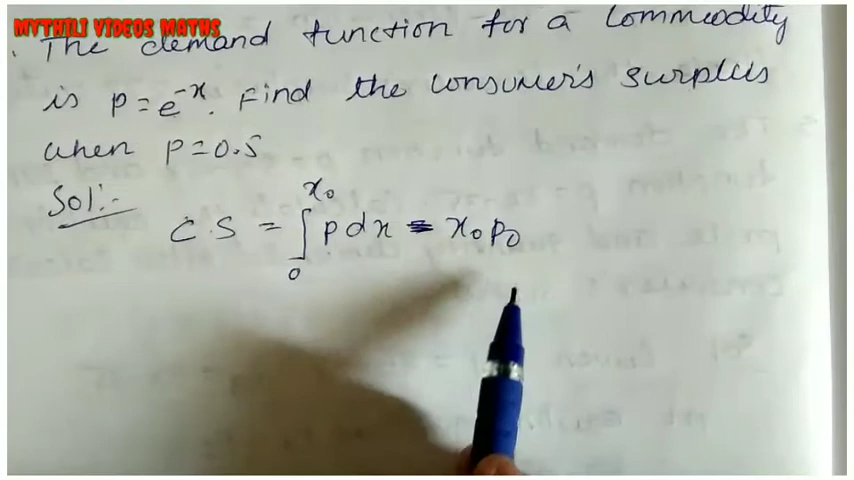 MYTHILI VIDEOS MATHS
The demand function for a commodity
is p = e⁻ˣ. Find the consumer's surplus
when p = 0.5
Sol:-
C.S = ∫₀^x₀ p dx - x₀p₀